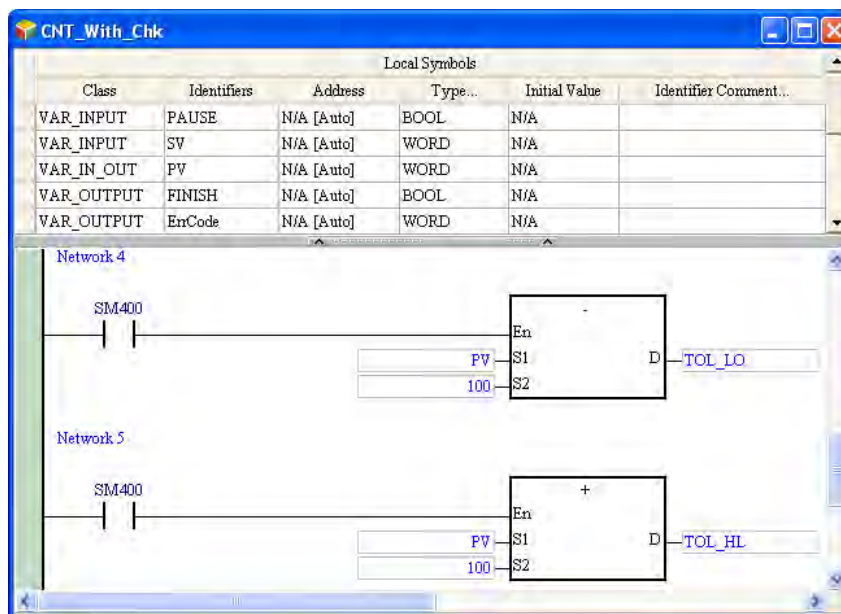 CNT_With_Chk
Local Symbols
Class Identifiers Address Type... Initial Value Identifier Comment...
VAR_INPUT PAUSE N/A [Auto] BOOL N/A
VAR_INPUT SV N/A [Auto] WORD N/A
VAR_IN_OUT PV N/A [Auto] WORD N/A
VAR_OUTPUT FINISH N/A [Auto] BOOL N/A
VAR_OUTPUT ErrCode N/A [Auto] WORD N/A
Network 4
SM400
-
En
PV S1 D TOL_LO
100 S2
Network 5
SM400
+
En
PV S1 D TOL_HL
100 S2